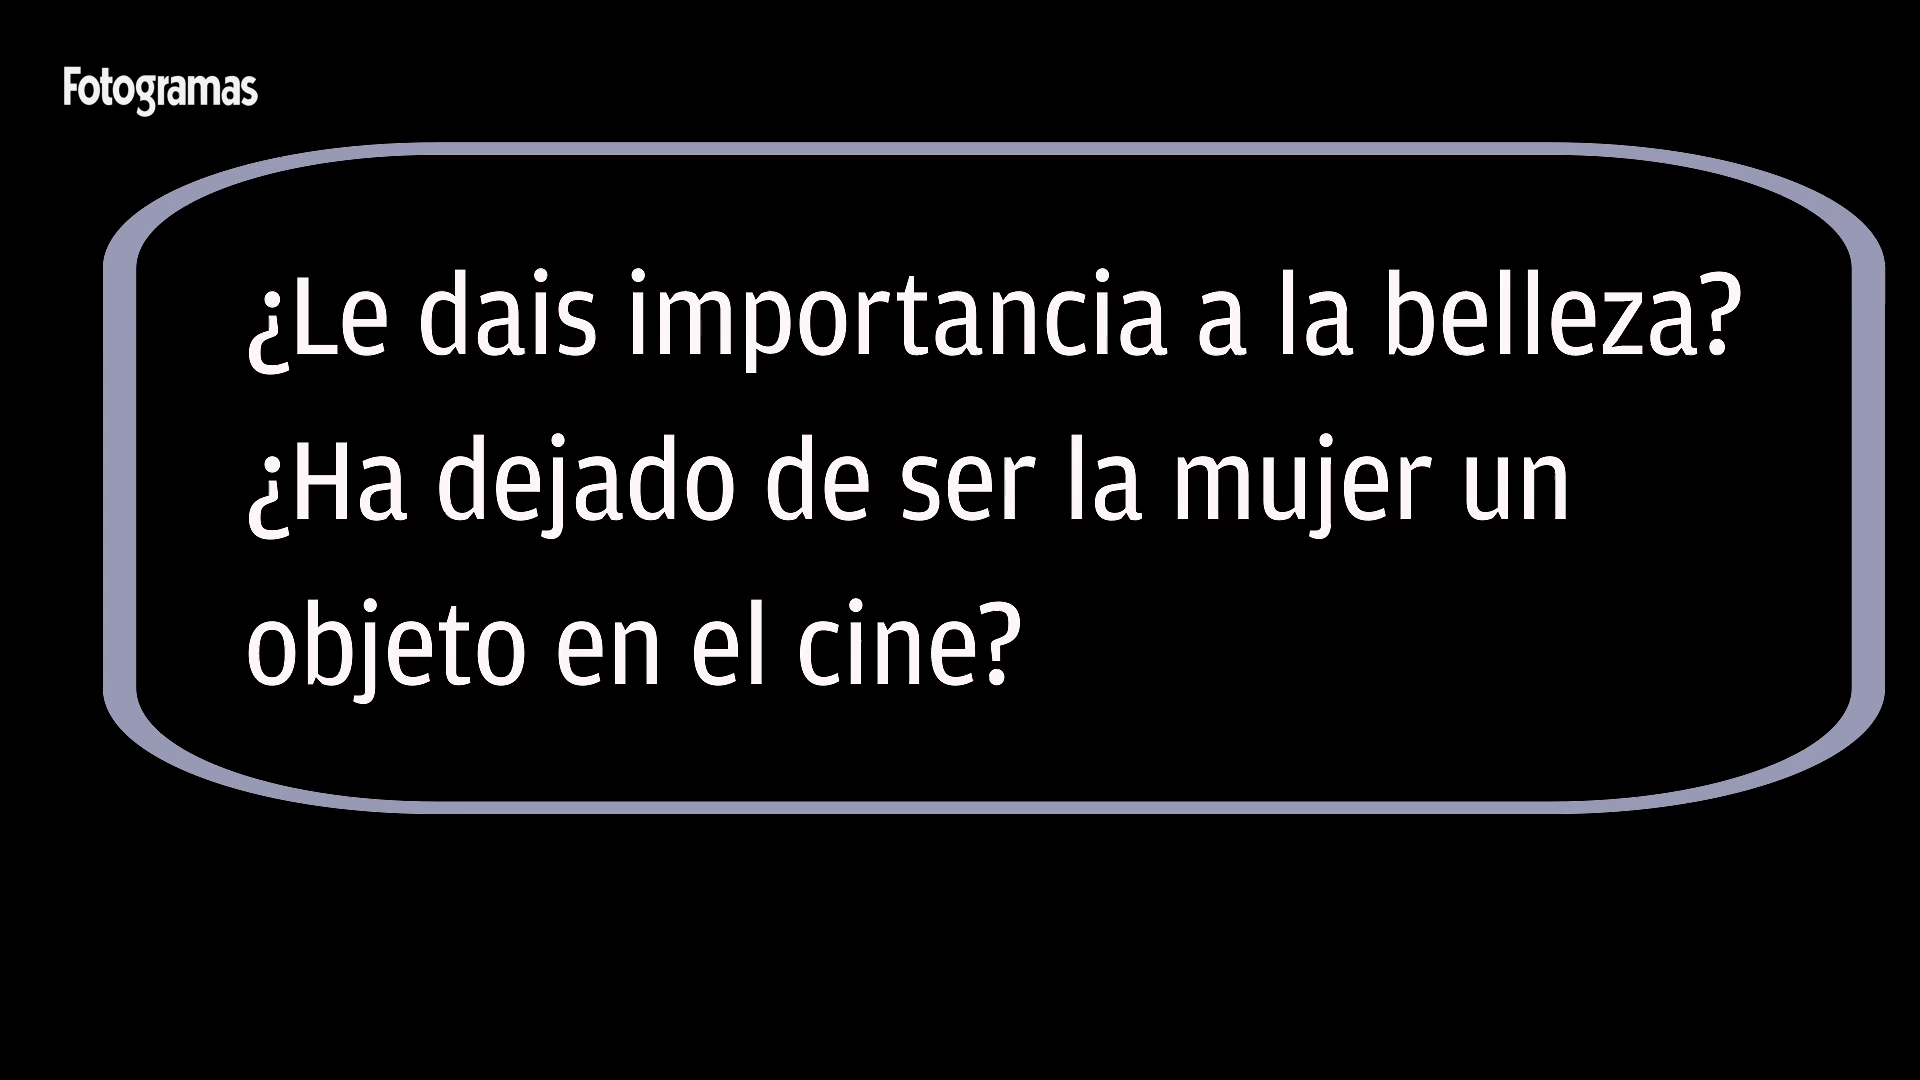 Fotogramas
¿Le dais importancia a la belleza?
¿Ha dejado de ser la mujer un
objeto en el cine?